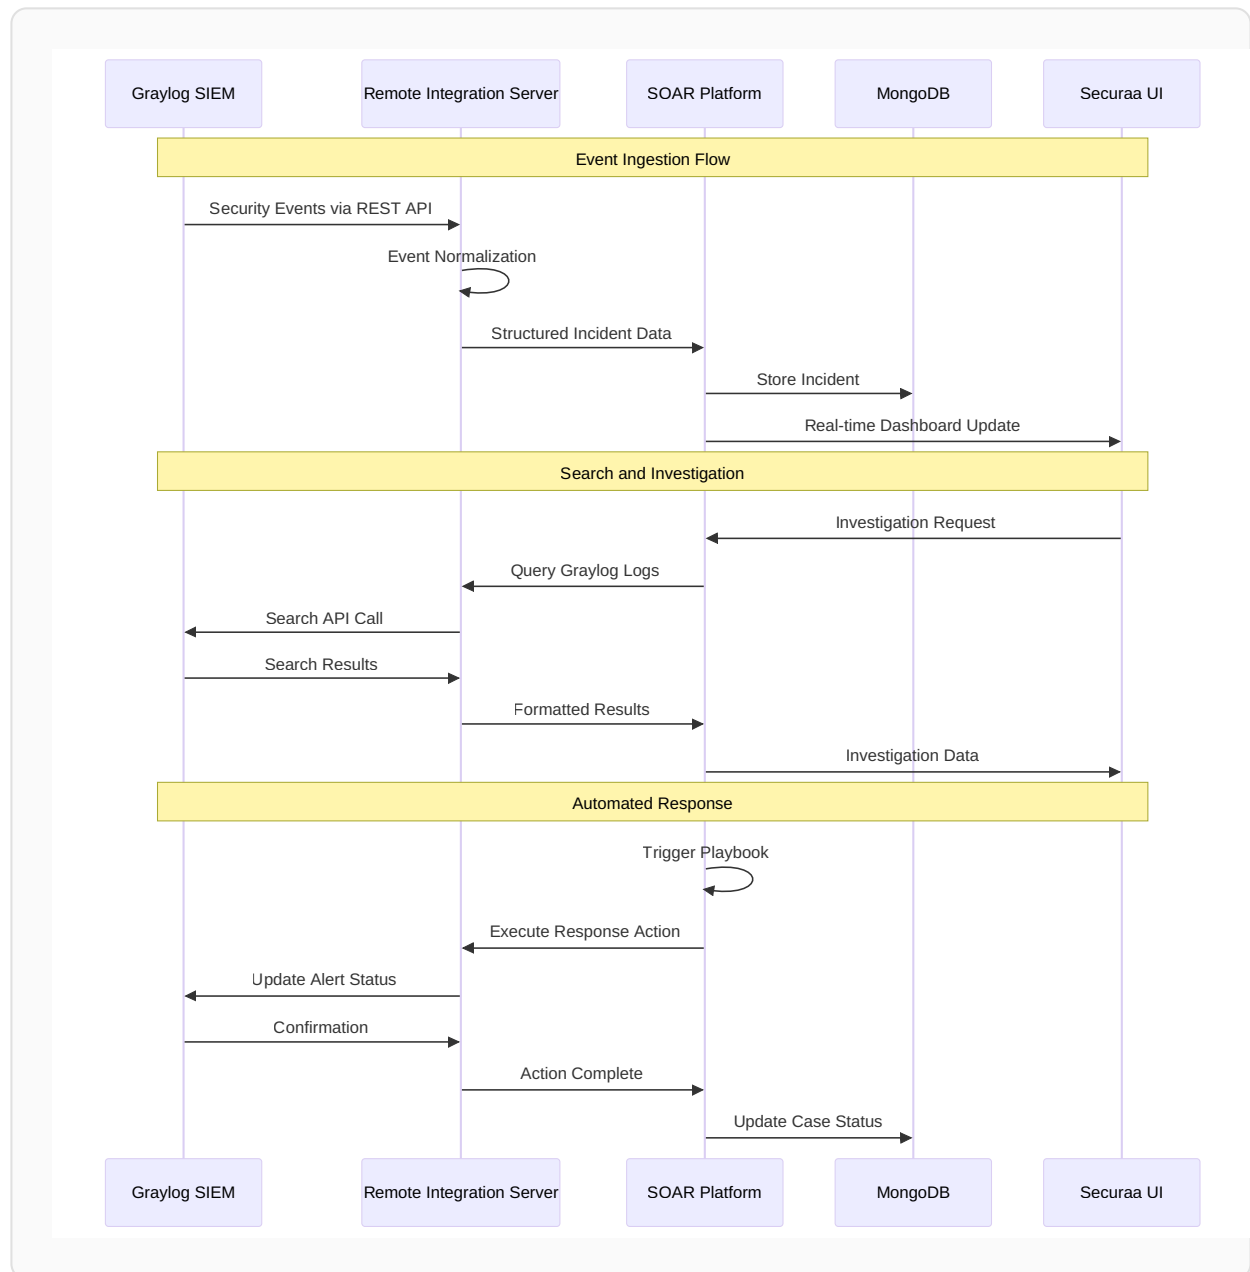 Graylog SIEM
Remote Integration Server
SOAR Platform
MongoDB
Securaa UI
Event Ingestion Flow
Security Events via REST API
Event Normalization
Structured Incident Data
Store Incident
Real-time Dashboard Update
Search and Investigation
Investigation Request
Query Graylog Logs
Search API Call
Search Results
Formatted Results
Investigation Data
Automated Response
Trigger Playbook
Execute Response Action
Update Alert Status
Confirmation
Action Complete
Update Case Status
Graylog SIEM
Remote Integration Server
SOAR Platform
MongoDB
Securaa UI